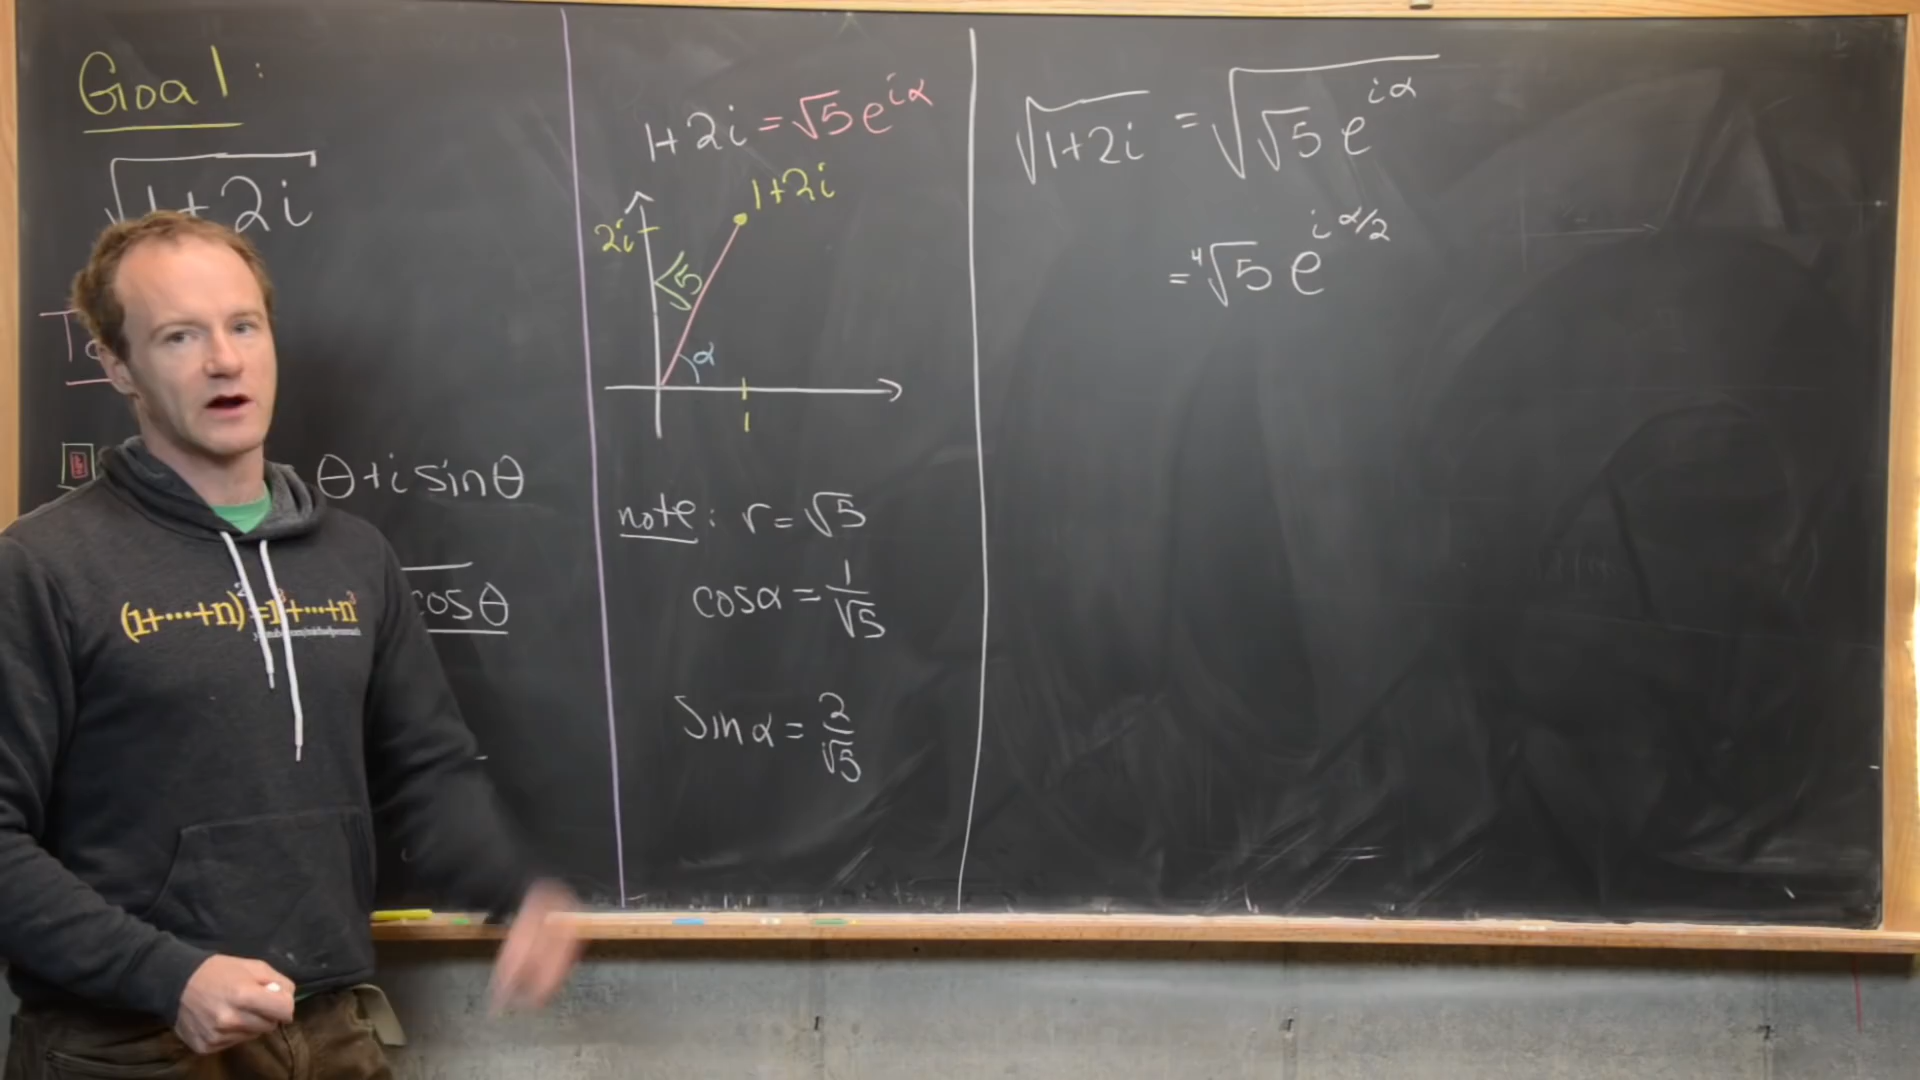 Goal:
√1+2i
θ+i sinθ
cosθ
(1+⋯+n)²=1³+⋯+n³
1+2i=√5e^{iα}
1+2i
2i
√5
α
1
note: r=√5
cosα = 1/√5
sinα = 2/√5
√(1+2i) = √(√5 e^{iα})
= ⁴√5 e^{iα/2}